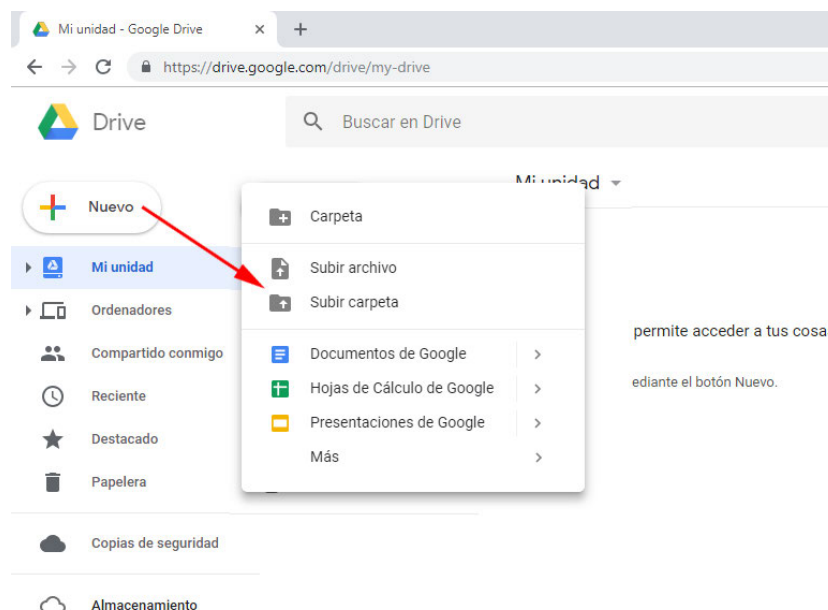 Mi unidad - Google Drive
https://drive.google.com/drive/my-drive
Drive
Buscar en Drive
Mi unidad
Nuevo
Carpeta
Subir archivo
Subir carpeta
Documentos de Google
Hojas de Cálculo de Google
Presentaciones de Google
Más
Mi unidad
Ordenadores
Compartido conmigo
Reciente
Destacado
Papelera
Copias de seguridad
Almacenamiento
permite acceder a tus cosa
ediante el botón Nuevo.